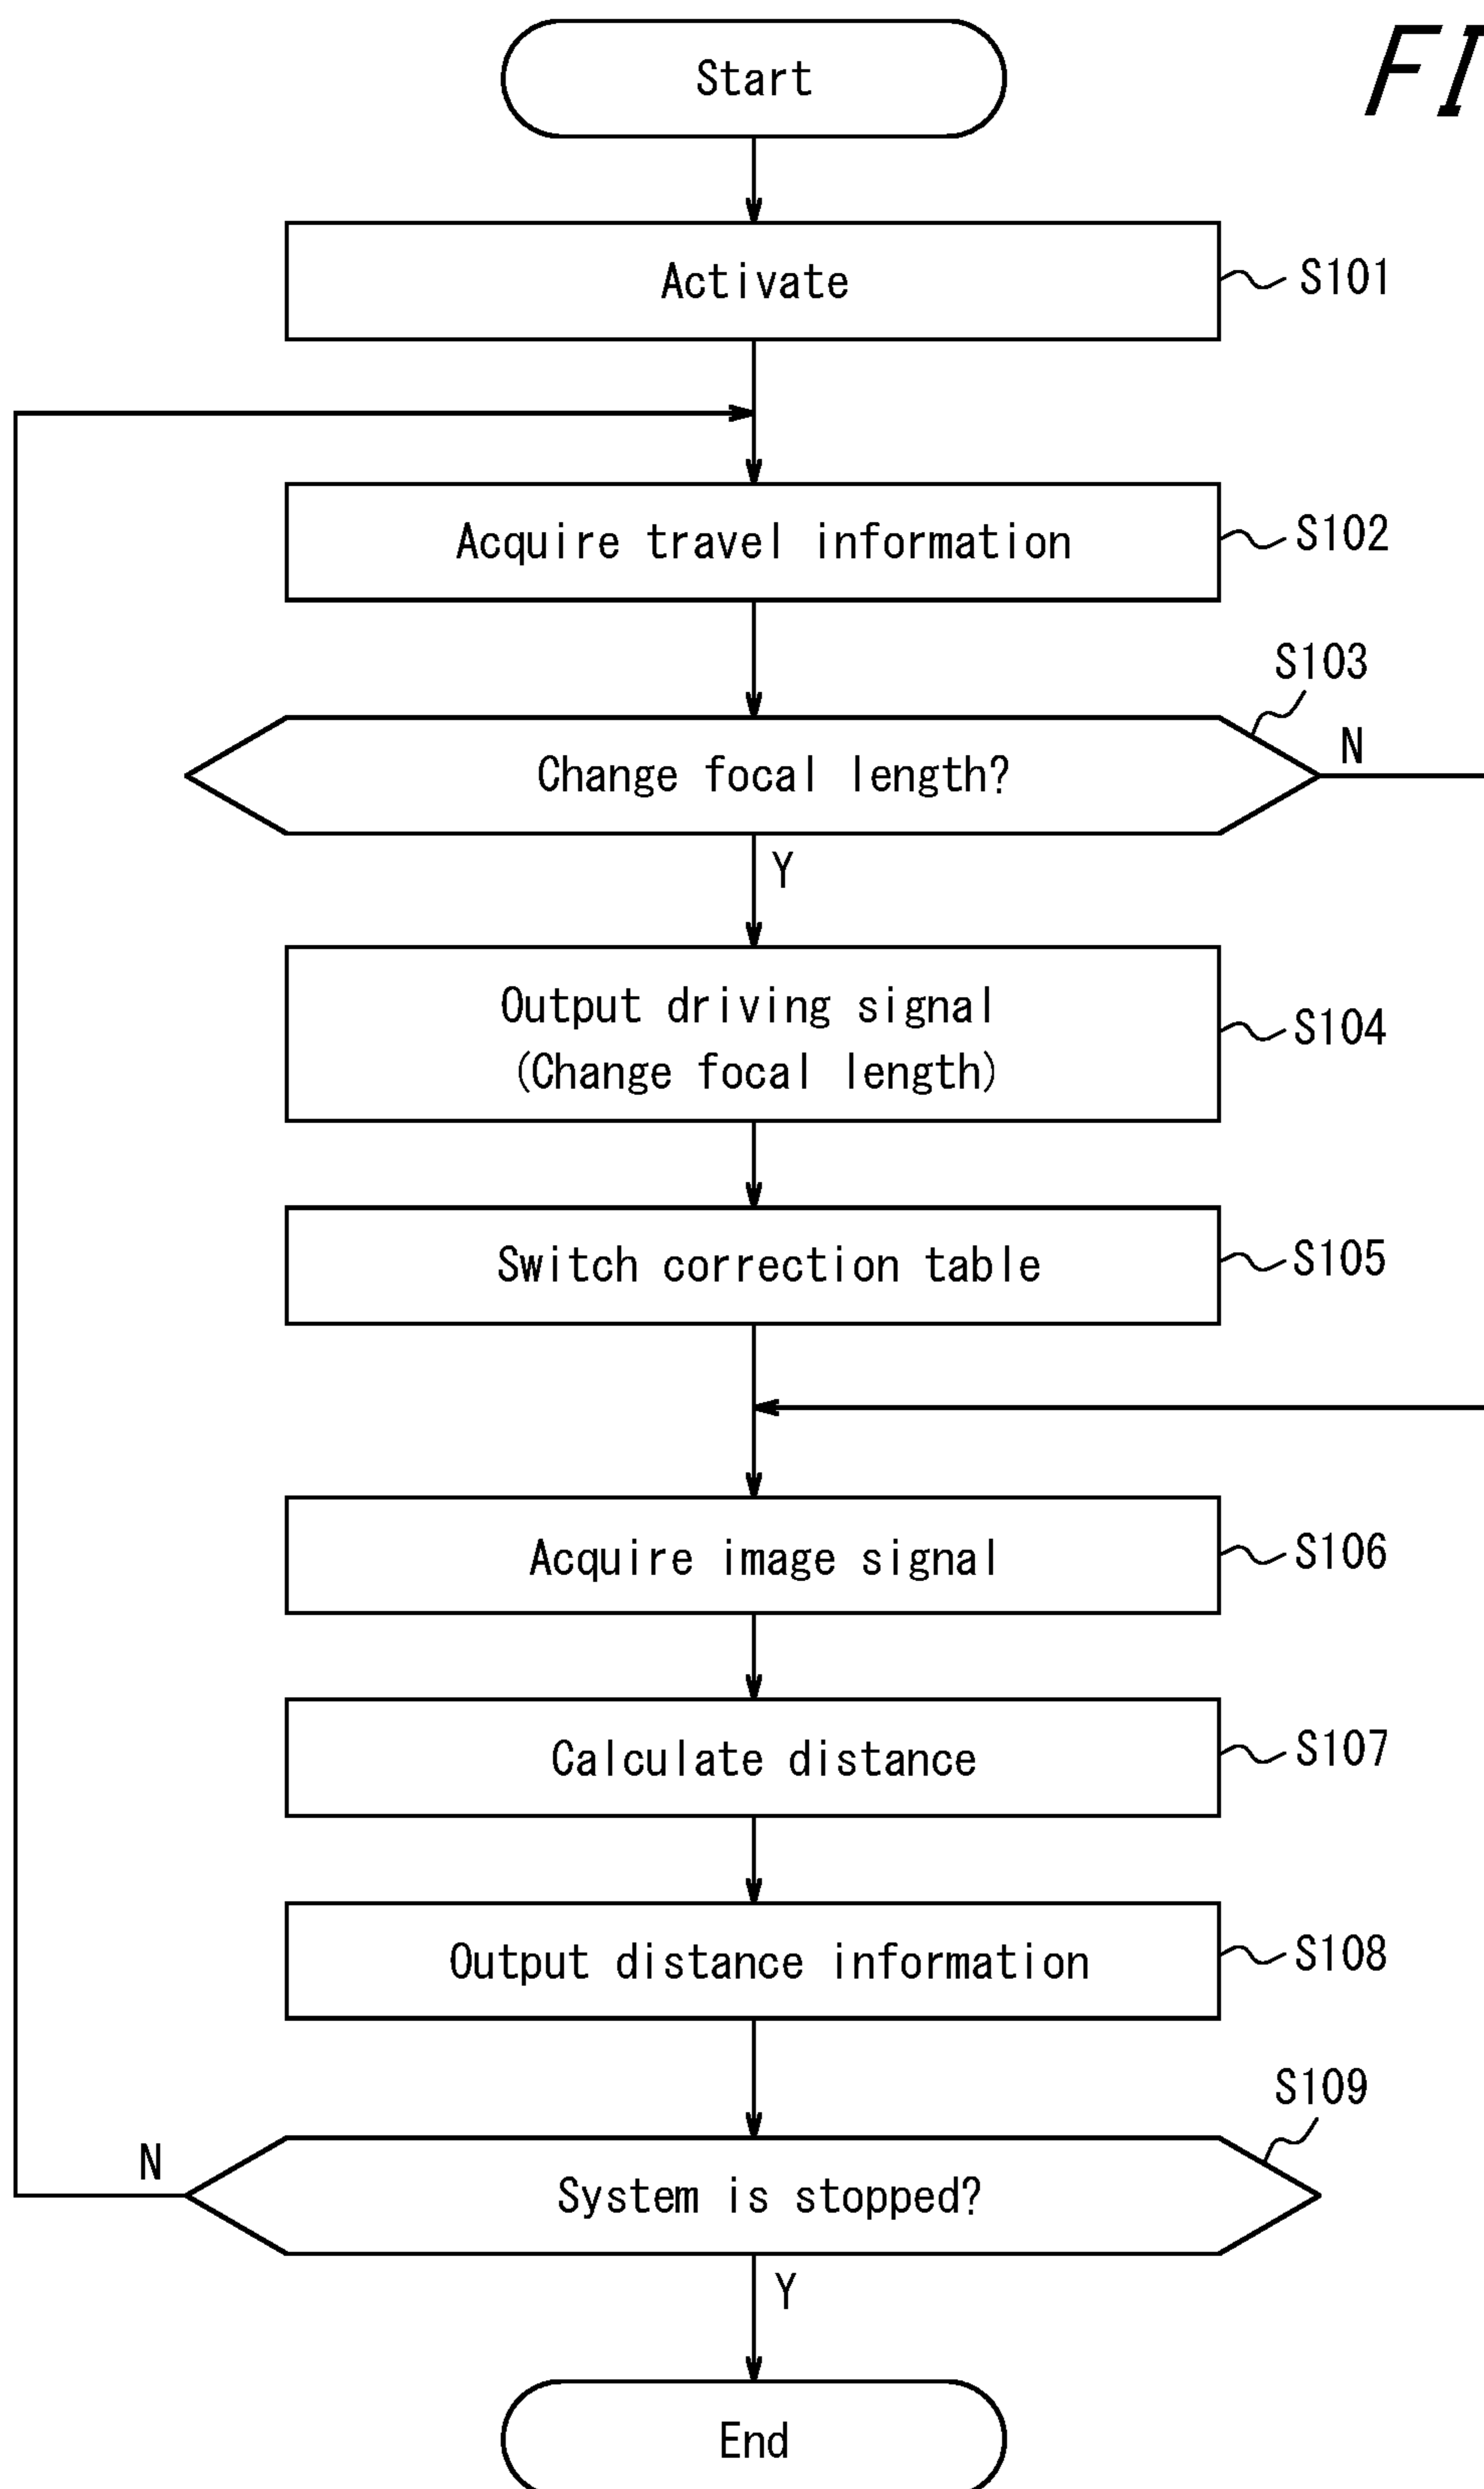 FI
Start
Activate
S101
Acquire travel information
S102
S103
Change focal length?
N
Y
Output driving signal
(Change focal length)
S104
Switch correction table
S105
Acquire image signal
S106
Calculate distance
S107
Output distance information
S108
S109
N
System is stopped?
Y
End